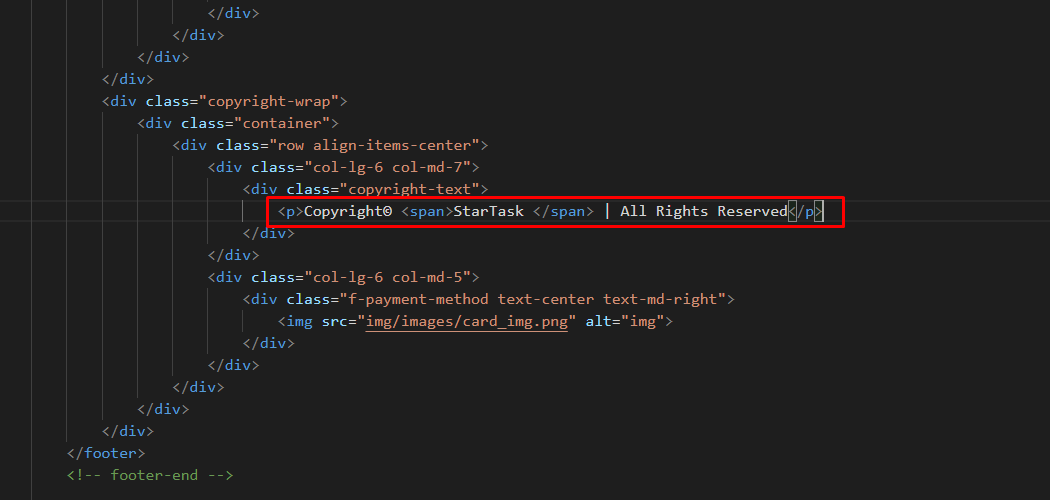 </div>
</div>
</div>
</div>
<div class="copyright-wrap">
<div class="container">
<div class="row align-items-center">
<div class="col-lg-6 col-md-7">
<div class="copyright-text">
<p>Copyright© <span>StarTask </span> | All Rights Reserved</p>
</div>
</div>
<div class="col-lg-6 col-md-5">
<div class="f-payment-method text-center text-md-right">
<img src="img/images/card_img.png" alt="img">
</div>
</div>
</div>
</div>
</div>
</footer>
<!-- footer-end -->